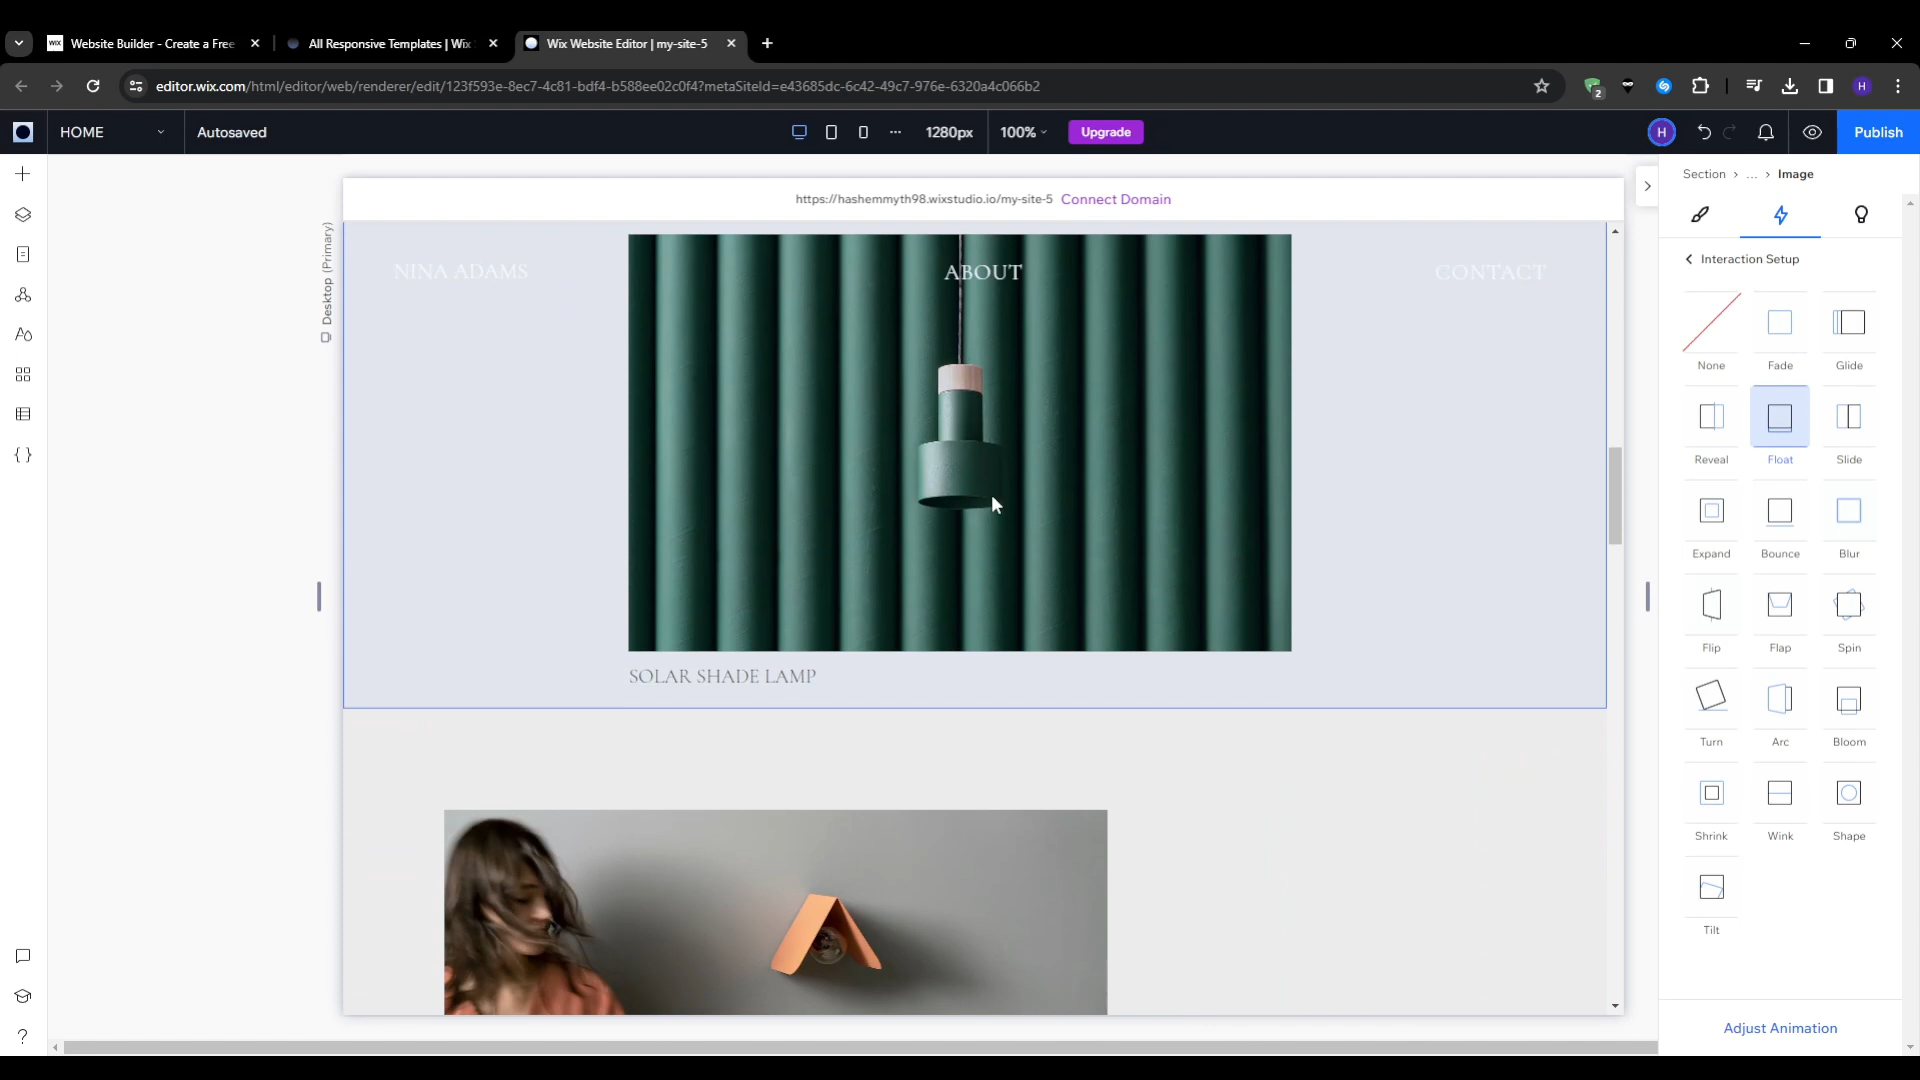 WiX Website Builder - Create a Free
All Responsive Templates | Wix
Wix Website Editor | my-site-5
editor.wix.com/html/editor/web/renderer/edit/123f593e-8ec7-4c81-bdf4-b588ee02c0f4?metaSiteId=e43685dc-6c42-49c7-976e-6320a4c066b2
2
H
HOME
Autosaved
1280px
100%
Upgrade
H
Publish
https://hashemmyth98.wixstudio.io/my-site-5 Connect Domain
Section > ... > Image
Desktop (Primary)
NINA ADAMS
ABOUT
CONTACT
Interaction Setup
None
Fade
Glide
Reveal
Float
Slide
Expand
Bounce
Blur
Flip
Flap
Spin
SOLAR SHADE LAMP
Turn
Arc
Bloom
Shrink
Wink
Shape
Tilt
Adjust Animation